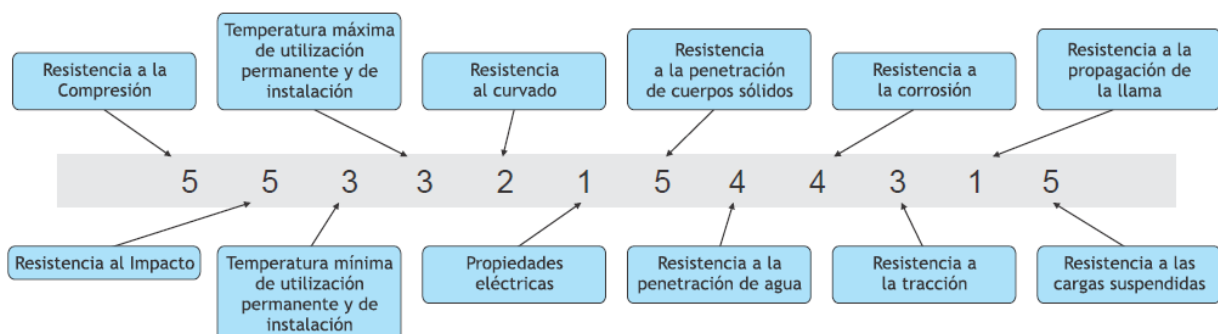 Temperatura máxima
de utilización
permanente y de
instalación
Resistencia a la
Compresión
Resistencia
al curvado
Resistencia
a la penetración
de cuerpos sólidos
Resistencia a
la corrosión
Resistencia a la
propagación de
la llama
5 5 3 3 2 1 5 4 4 3 1 5
Resistencia al Impacto
Temperatura mínima
de utilización
permanente y de
instalación
Propiedades
eléctricas
Resistencia a la
penetración de agua
Resistencia a
la tracción
Resistencia a las
cargas suspendidas